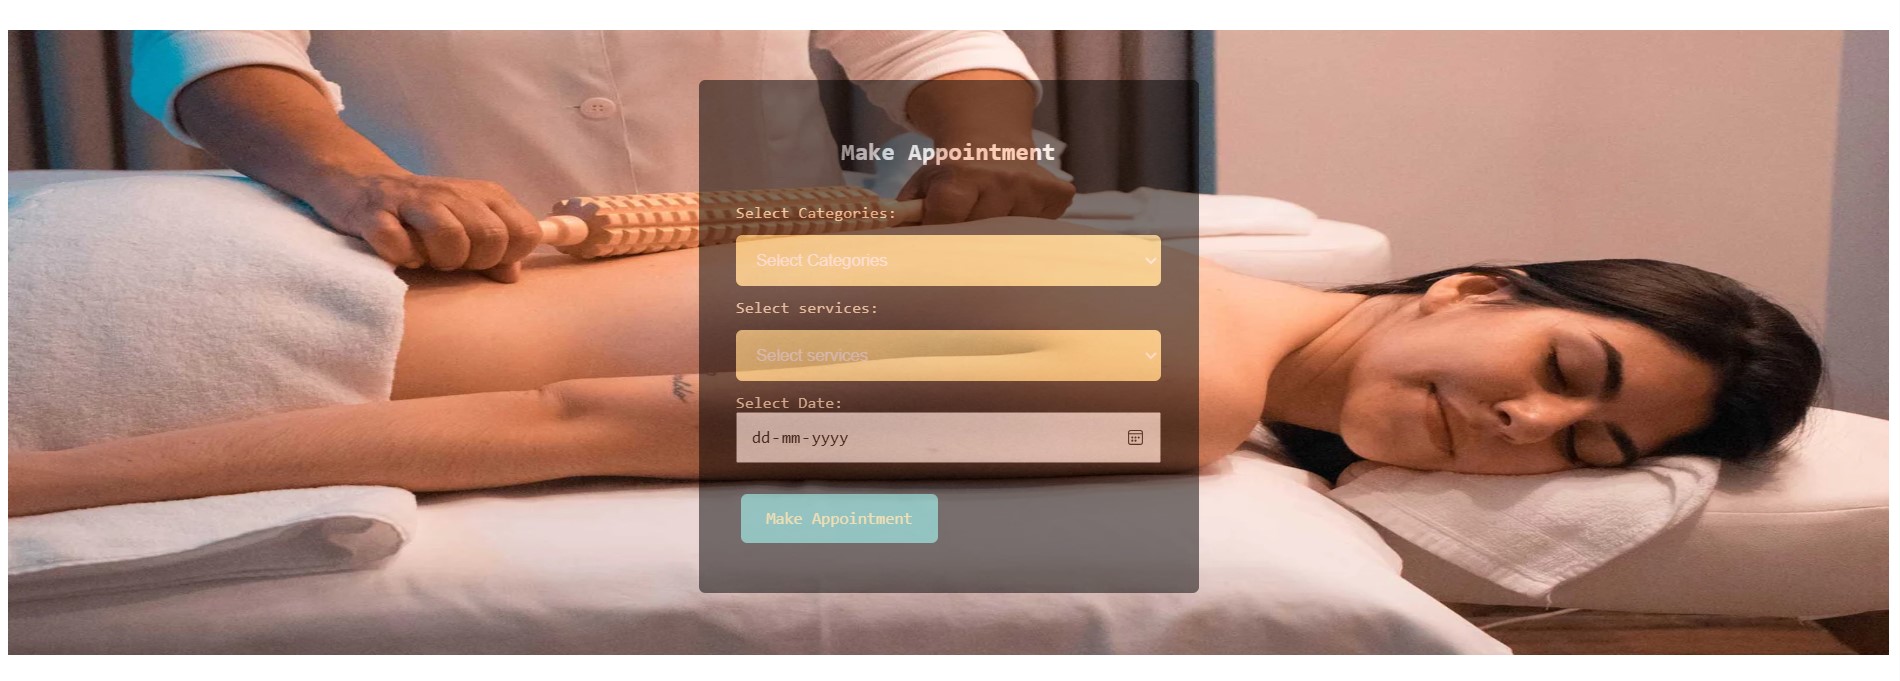 Make Appointment
Select Categories:
Select Categories
Select services:
Select services
Select Date:
dd-mm-yyyy
Make Appointment